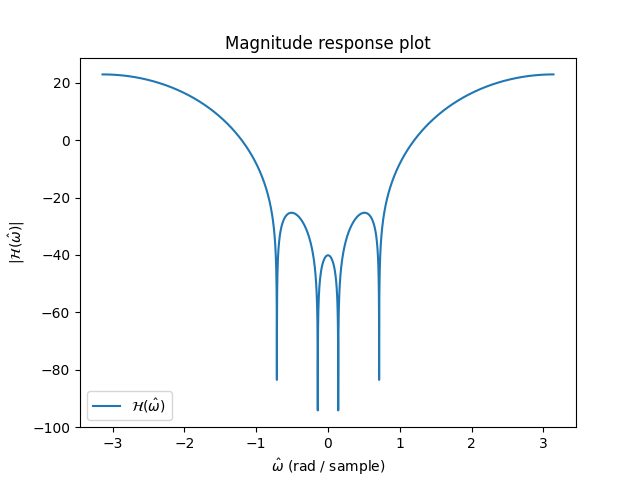 Magnitude response plot
20
0
−20
−40
−60
−80
−100
|ℋ(ω̂)|
ℋ(ω̂)
−3 −2 −1 0 1 2 3
ω̂ (rad / sample)